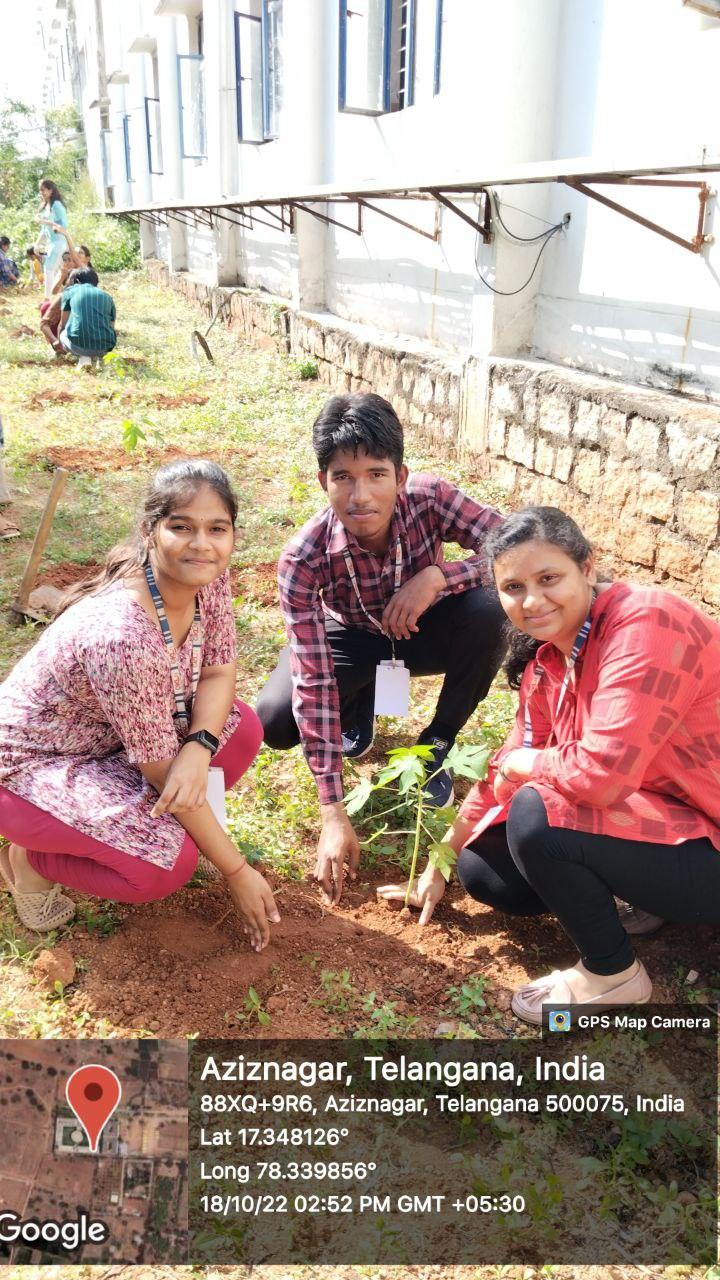 GPS Map Camera
Aziznagar, Telangana, India
88XQ+9R6, Aziznagar, Telangana 500075, India
Lat 17.348126°
Long 78.339856°
18/10/22 02:52 PM GMT +05:30
Google